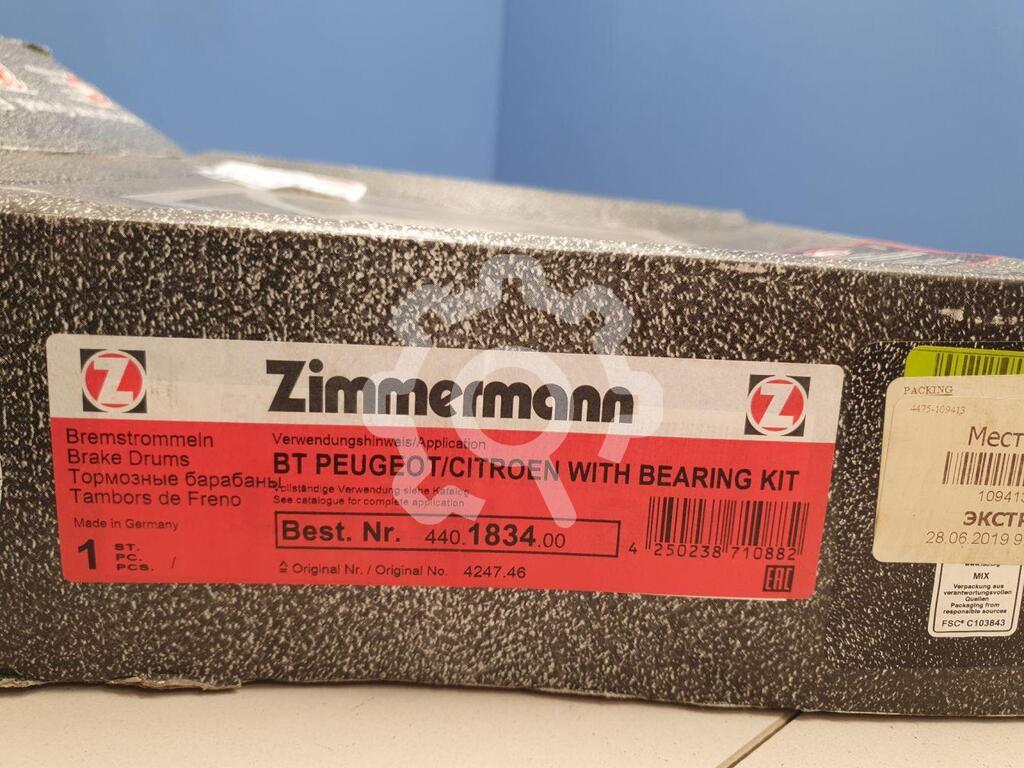 Z
Zimmermann
Z
Bremstrommeln
Brake Drums
Тормозные барабаны
Tambors de Freno
Made in Germany
1 ST.
PC.
PCS. /
Verwendungshinweis/Application
BT PEUGEOT/CITROEN WITH BEARING KIT
Vollständige Verwendung siehe Katalog
See catalogue for complete application
Best. Nr. 440.1834.00
Original Nr. / Original No. 4247.46
4 250238 710882
EAC
PACKING
4475-109413
Мест
109413
ЭКСТР
28.06.2019 9
MIX
Verpackung aus
verantwortungsvollen
Quellen
Packaging from
responsible sources
FSC® C103843